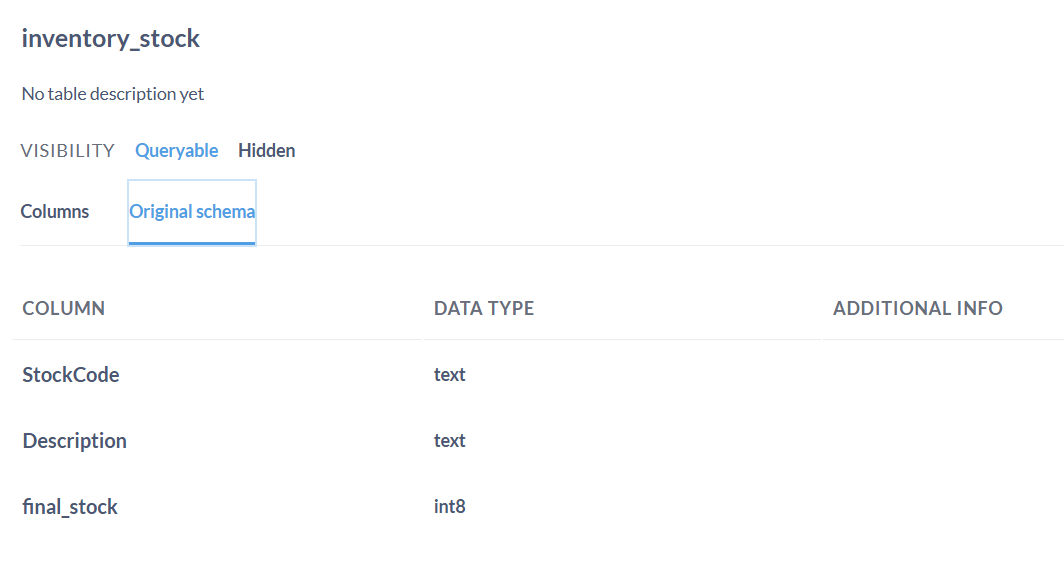 inventory_stock
No table description yet
VISIBILITY Queryable Hidden
Columns Original schema
COLUMN DATA TYPE ADDITIONAL INFO
StockCode text
Description text
final_stock int8